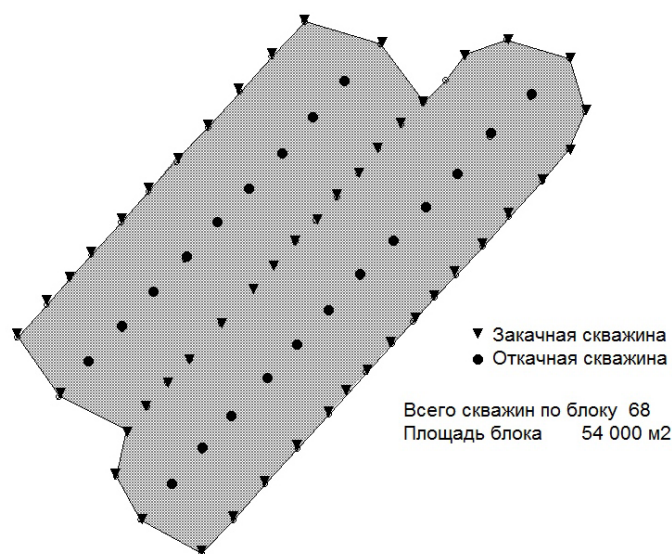 Закачная скважина
Откачная скважина
Всего скважин по блоку 68
Площадь блока 54 000 м2